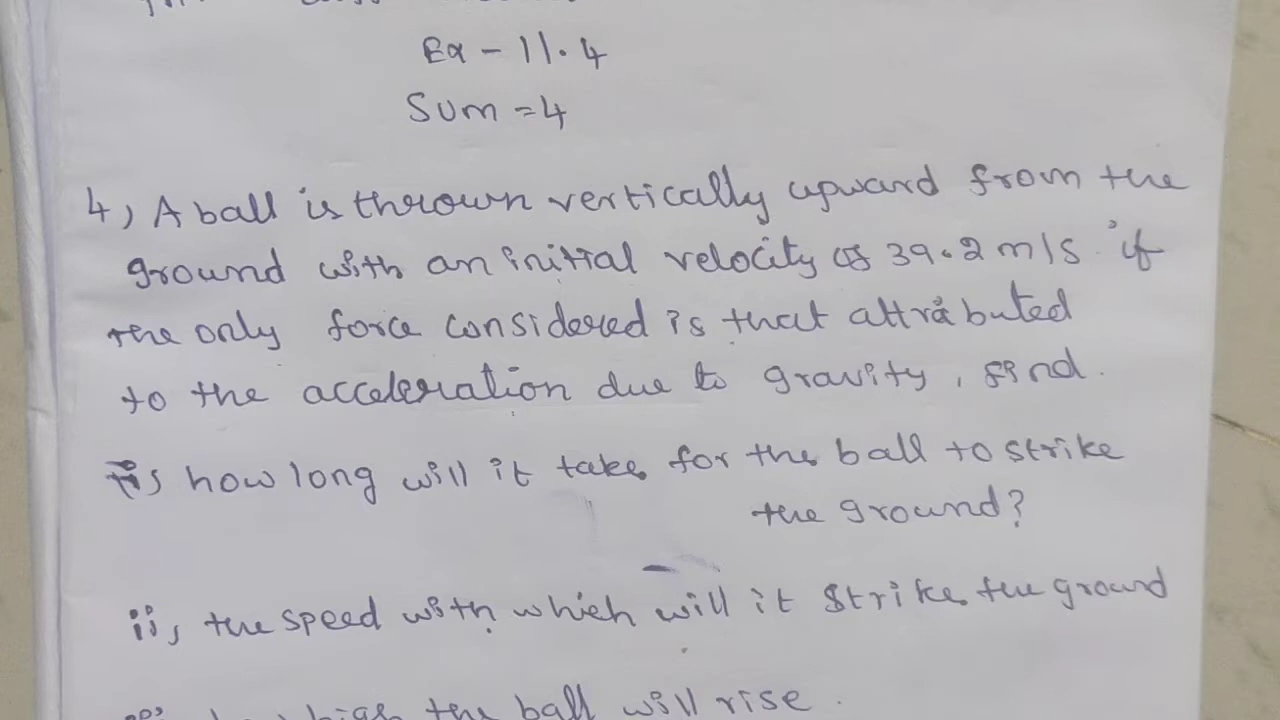 Ex - 11.4
Sum = 4
4, A ball is thrown vertically upward from the
ground with an initial velocity of 39.2 m/s. if
the only force considered is that attributed
to the acceleration due to gravity, find.
i, how long will it take for the ball to strike
the ground?
ii, the speed with which will it strike the ground
high the ball will rise.